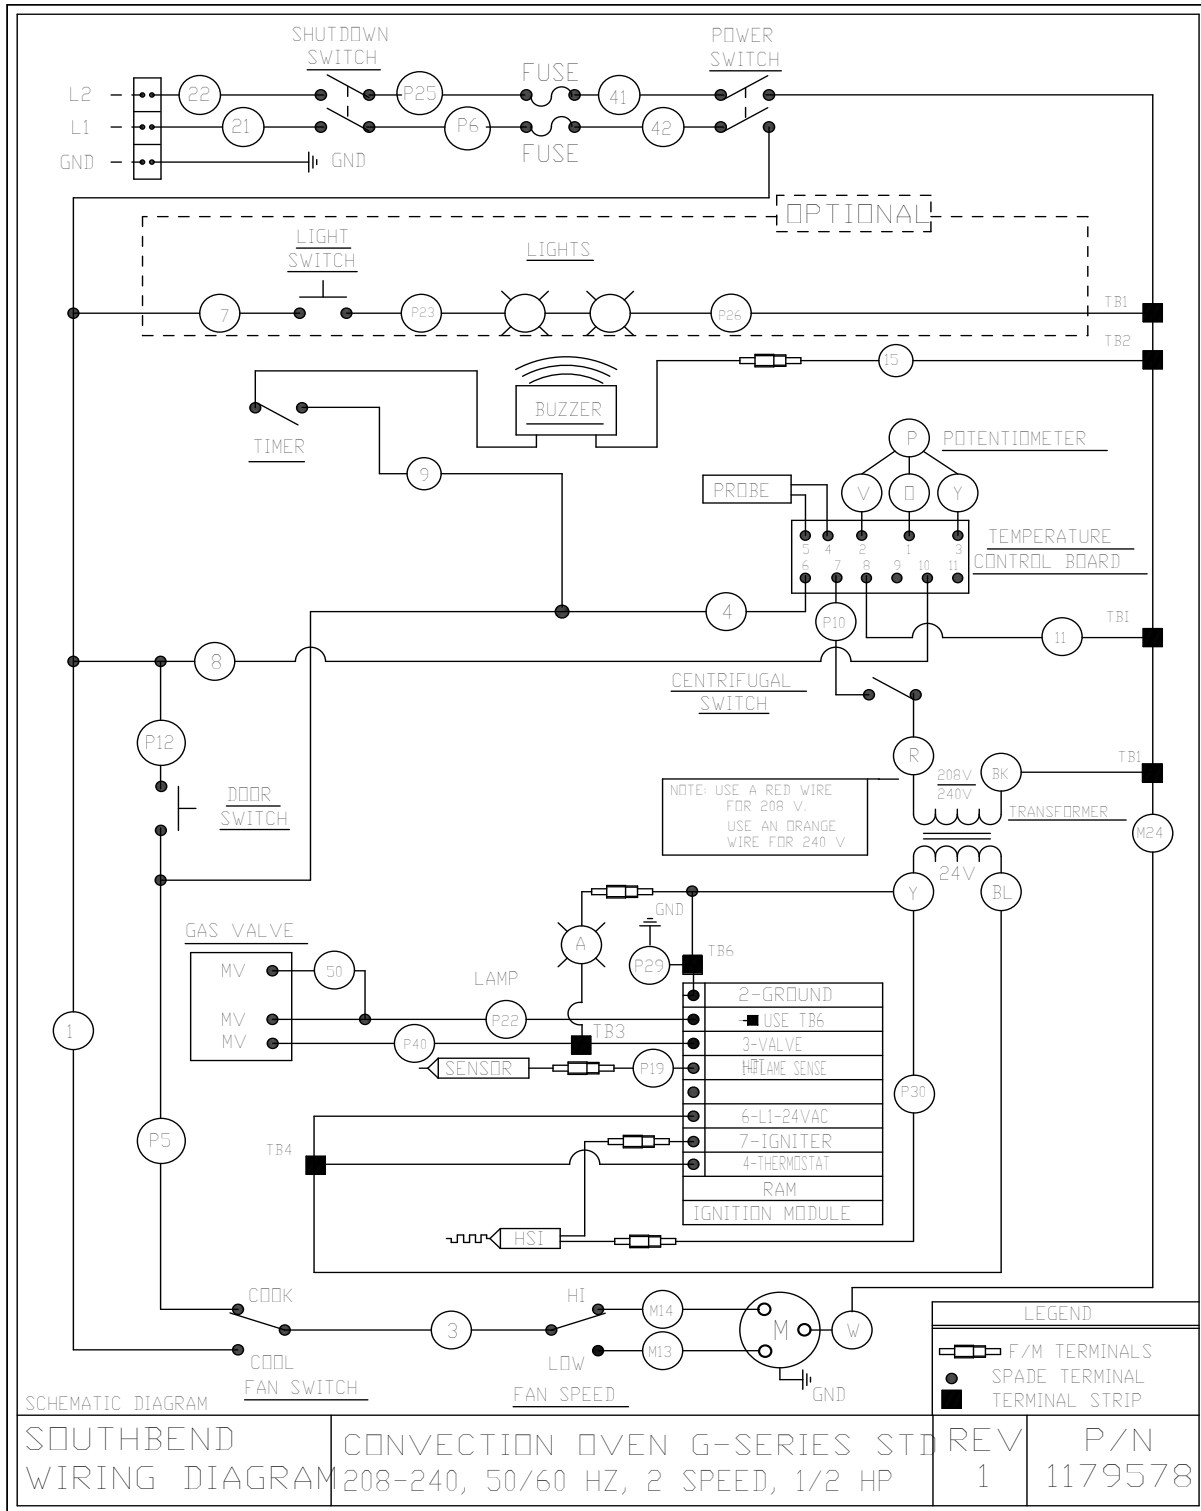 SHUTDOWN
SWITCH
POWER
SWITCH
FUSE
L2
22
P25
41
L1
21
P6
42
FUSE
GND
GND
OPTIONAL
LIGHT
SWITCH
LIGHTS
7
P23
P26
TB1
TB2
15
BUZZER
TIMER
9
P
POTENTIOMETER
PROBE
V
O
Y
5
4
2
1
3
TEMPERATURE
CONTROL BOARD
6
7
8
9
10
11
4
P10
TB1
11
8
CENTRIFUGAL
SWITCH
P12
R
208V
240V
BK
TB1
NOTE: USE A RED WIRE
FOR 208 V.
USE AN ORANGE
WIRE FOR 240 V
TRANSFORMER
DOOR
SWITCH
M24
24V
Y
BL
GND
GAS VALVE
A
P29
TB6
MV
50
LAMP
2-GROUND
MV
P22
USE TB6
MV
P40
TB3
3-VALVE
1
SENSOR
P19
FLAME SENSE
P30
6-L1-24VAC
P5
TB4
7-IGNITER
4-THERMOSTAT
RAM
IGNITION MODULE
HSI
COOK
HI
M14
3
M
W
COOL
LOW
M13
FAN SWITCH
FAN SPEED
GND
LEGEND
F/M TERMINALS
SPADE TERMINAL
TERMINAL STRIP
SCHEMATIC DIAGRAM
SOUTHBEND
WIRING DIAGRAM
CONVECTION OVEN G-SERIES STD
208-240, 50/60 HZ, 2 SPEED, 1/2 HP
REV
1
P/N
1179578